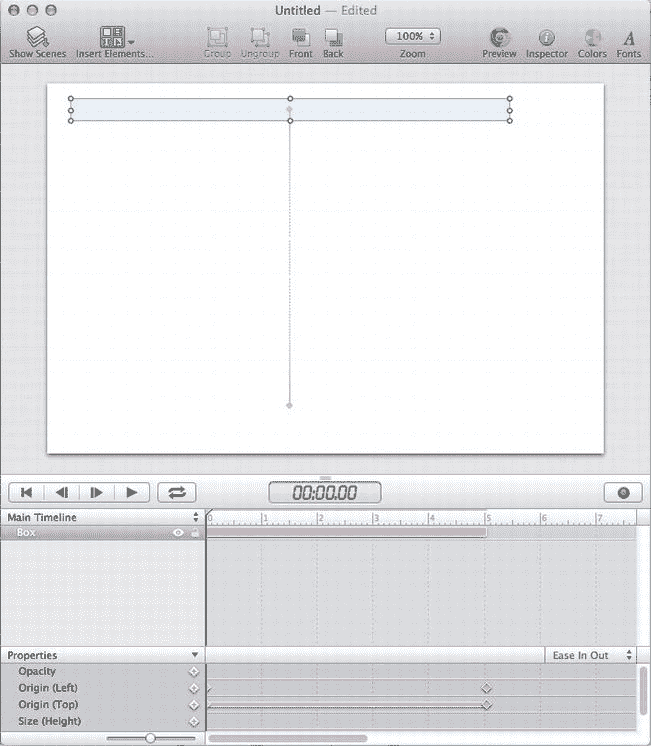 Untitled — Edited
Show Scenes Insert Elements... Group Ungroup Front Back 100% Zoom Preview Inspector Colors Fonts
00:00.00
Main Timeline 0 1 2 3 4 5 6 7
Box
Properties Ease In Out
Opacity
Origin (Left)
Origin (Top)
Size (Height)